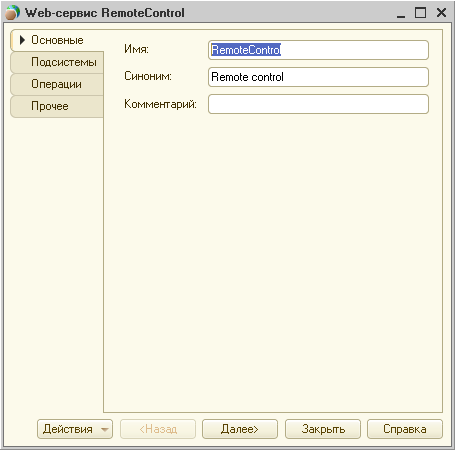 Web-сервис RemoteControl
Основные
Подсистемы
Операции
Прочее
Имя: RemoteControl
Синоним: Remote control
Комментарий:
Действия <Назад Далее> Закрыть Справка